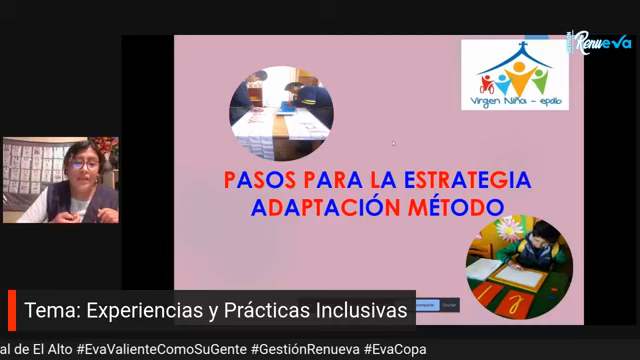 Renueva
Virgen Niña - epdb
PASOS PARA LA ESTRATEGIA
ADAPTACIÓN MÉTODO
Tema: Experiencias y Prácticas Inclusivas
al de El Alto #EvaValienteComoSuGente #GestiónRenueva #EvaCopa